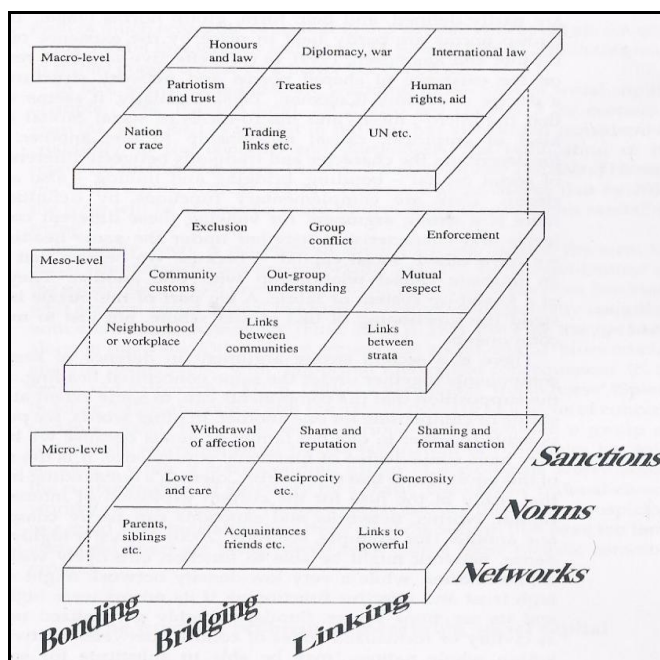 Macro-level
Honours
and law
Diplomacy, war
International law
Patriotism
and trust
Treaties
Human
rights, aid
Nation
or race
Trading
links etc.
UN etc.
Meso-level
Exclusion
Group
conflict
Enforcement
Community
customs
Out-group
understanding
Mutual
respect
Neighbourhood
or workplace
Links
between
communities
Links
between
strata
Micro-level
Withdrawal
of affection
Shame and
reputation
Shaming and
formal sanction
Sanctions
Love
and care
Reciprocity
etc.
Generosity
Norms
Parents,
siblings
etc.
Acquaintances
friends etc.
Links to
powerful
Networks
Bonding
Bridging
Linking